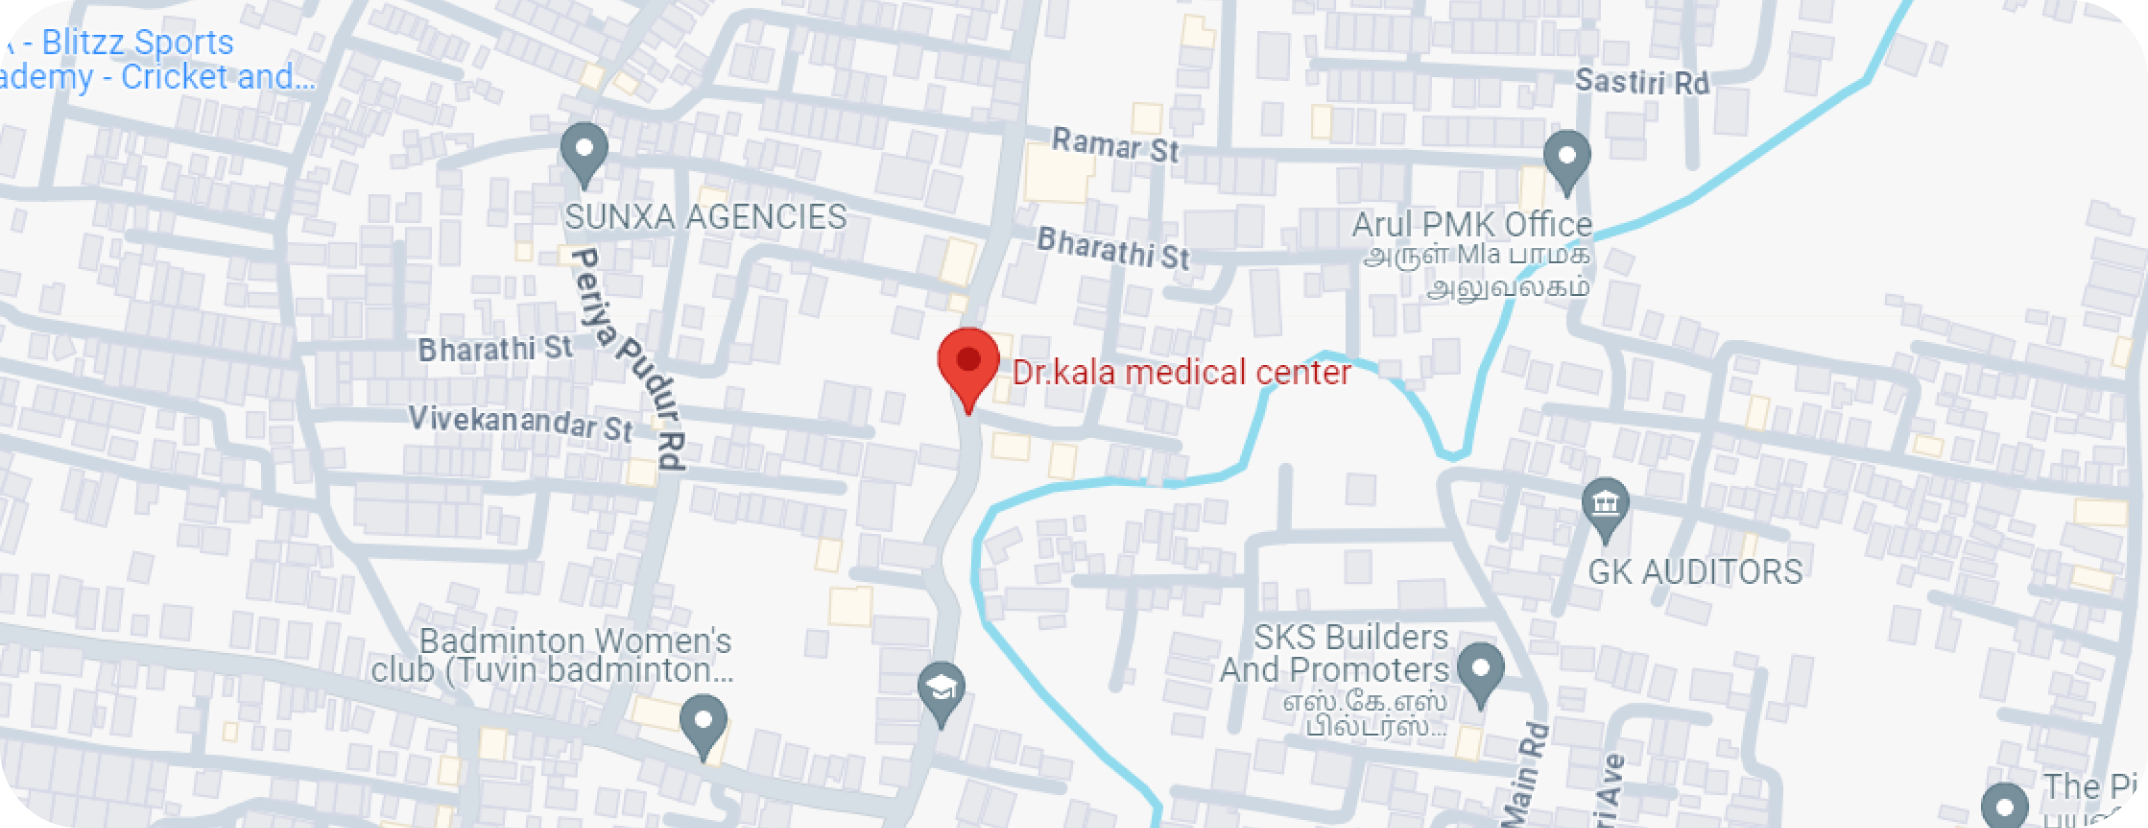 - Blitzz Sports
ademy - Cricket and...
Sastiri Rd
Ramar St
SUNXA AGENCIES
Arul PMK Office
அருள் Mla பாமக
அலுவலகம்
Bharathi St
Periya Pudur Rd
Bharathi St
Dr.kala medical center
Vivekanandar St
GK AUDITORS
Badminton Women's
club (Tuvin badminton...
SKS Builders
And Promoters
எஸ்.கே.எஸ்
பில்டர்ஸ்...
Main Rd
ri Ave
The Pi